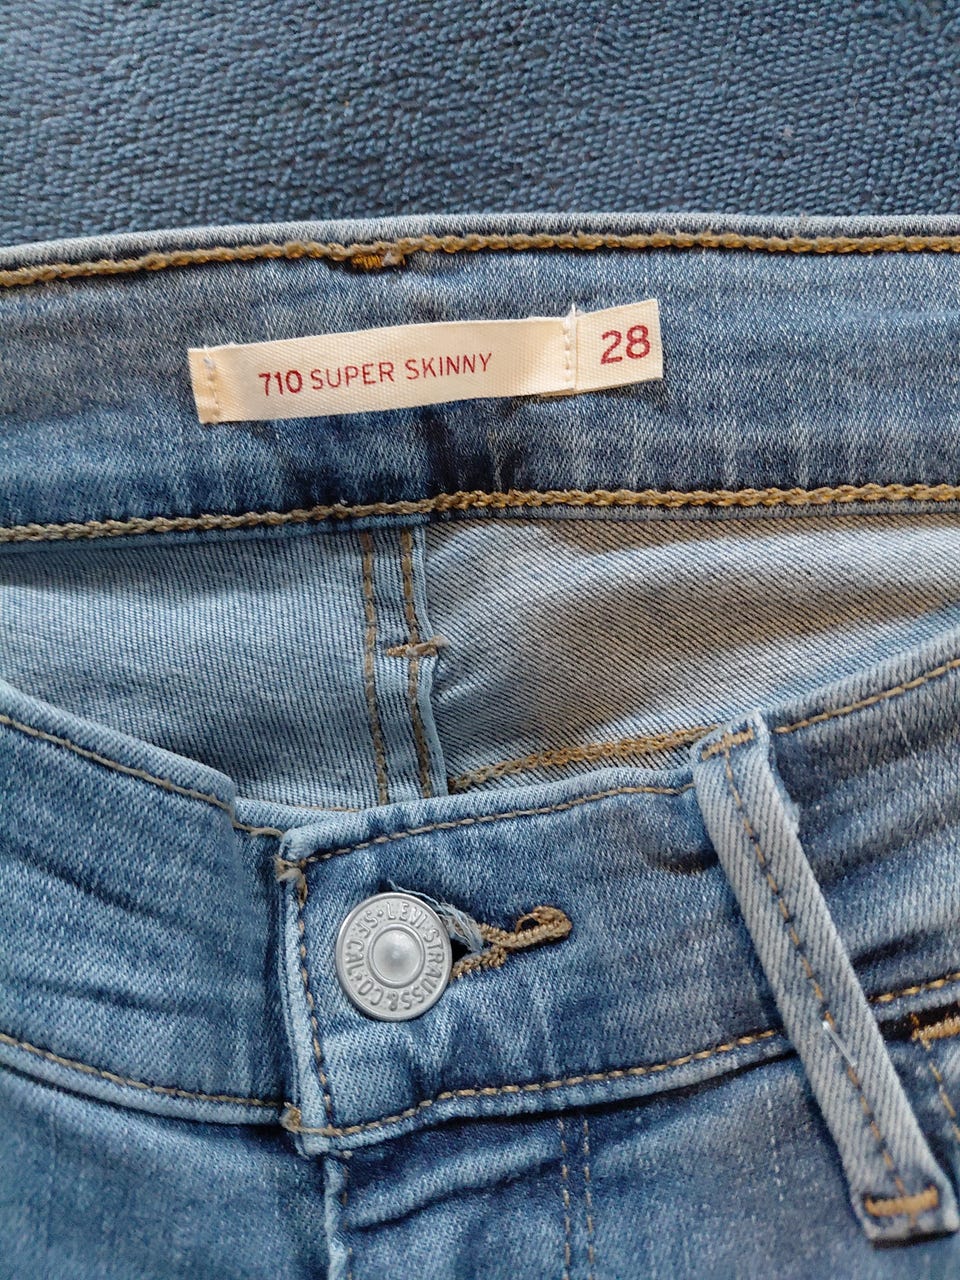 710 SUPER SKINNY 28
LEVI STRAUSS & CO. S.F. CAL.